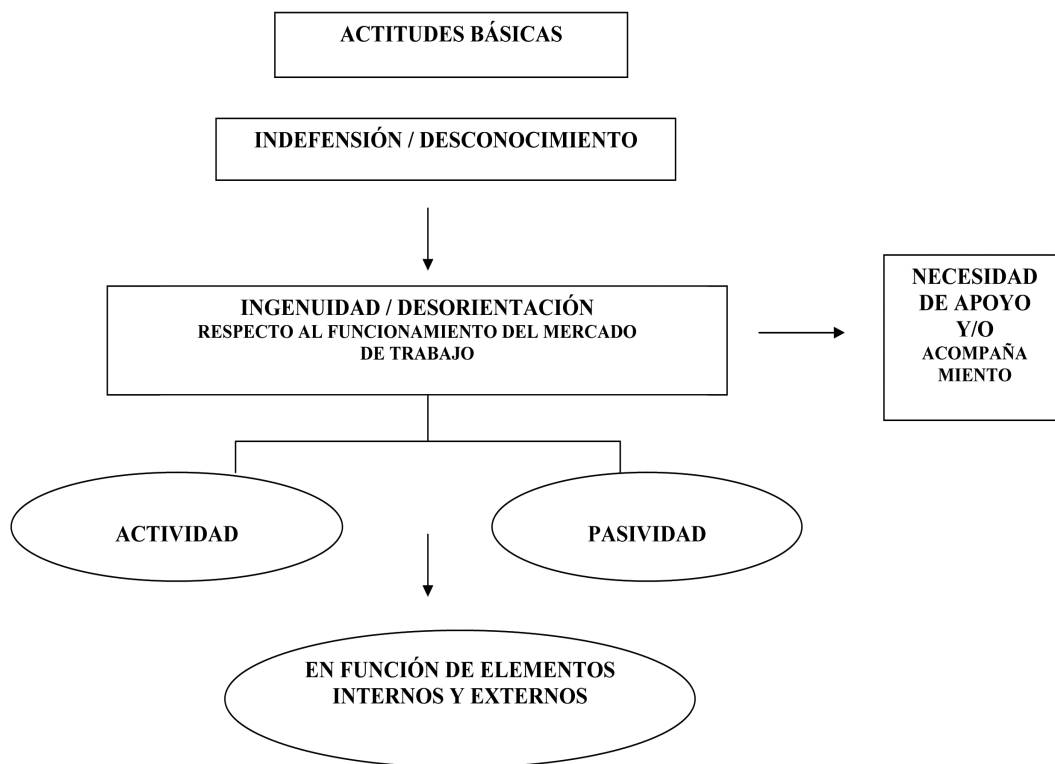 ACTITUDES BÁSICAS
INDEFENSIÓN / DESCONOCIMIENTO
INGENUIDAD / DESORIENTACIÓN
RESPECTO AL FUNCIONAMIENTO DEL MERCADO
DE TRABAJO
NECESIDAD
DE APOYO
Y/O
ACOMPAÑA
MIENTO
ACTIVIDAD
PASIVIDAD
EN FUNCIÓN DE ELEMENTOS
INTERNOS Y EXTERNOS